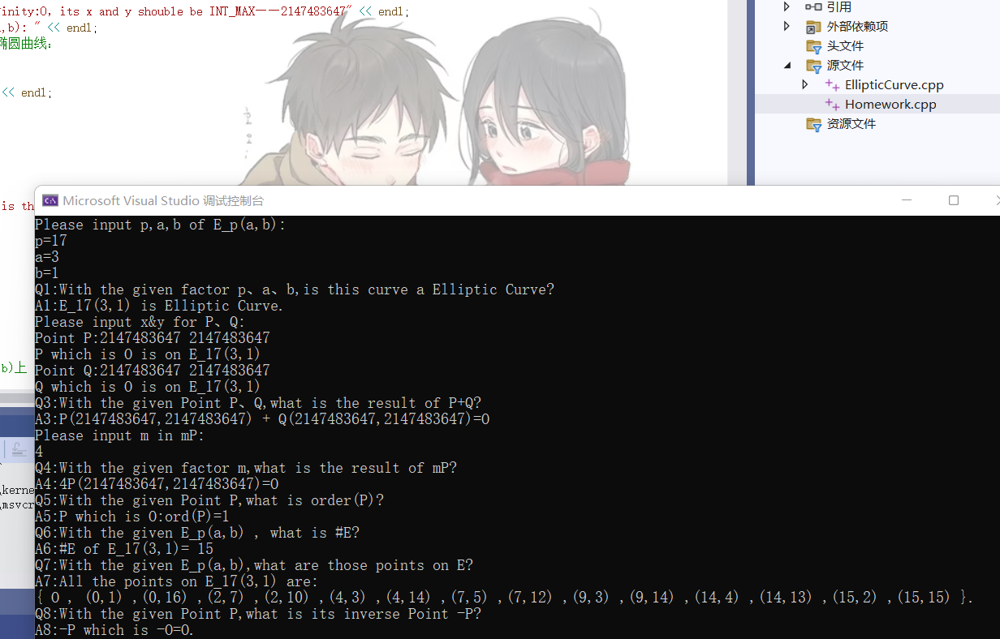 finity:O, its x and y shouble be INT_MAX——2147483647" << endl;
,b): " << endl;
椭圆曲线:
<< endl;
is th
b)上
kerne
msvcr
引用
外部依赖项
头文件
源文件
EllipticCurve.cpp
Homework.cpp
资源文件
Microsoft Visual Studio 调试控制台
Please input p,a,b of E_p(a,b):
p=17
a=3
b=1
Q1:With the given factor p、a、b,is this curve a Elliptic Curve?
A1:E_17(3,1) is Elliptic Curve.
Please input x&y for P、Q:
Point P:2147483647 2147483647
P which is O is on E_17(3,1)
Point Q:2147483647 2147483647
Q which is O is on E_17(3,1)
Q3:With the given Point P、Q,what is the result of P+Q?
A3:P(2147483647,2147483647) + Q(2147483647,2147483647)=O
Please input m in mP:
4
Q4:With the given factor m,what is the result of mP?
A4:4P(2147483647,2147483647)=O
Q5:With the given Point P,what is order(P)?
A5:P which is O:ord(P)=1
Q6:With the given E_p(a,b) , what is #E?
A6:#E of E_17(3,1)= 15
Q7:With the given E_p(a,b),what are those points on E?
A7:All the points on E_17(3,1) are:
{ O , (0,1) ,(0,16) ,(2,7) ,(2,10) ,(4,3) ,(4,14) ,(7,5) ,(7,12) ,(9,3) ,(9,14) ,(14,4) ,(14,13) ,(15,2) ,(15,15) }.
Q8:With the given Point P,what is its inverse Point -P?
A8:-P which is -O=O.